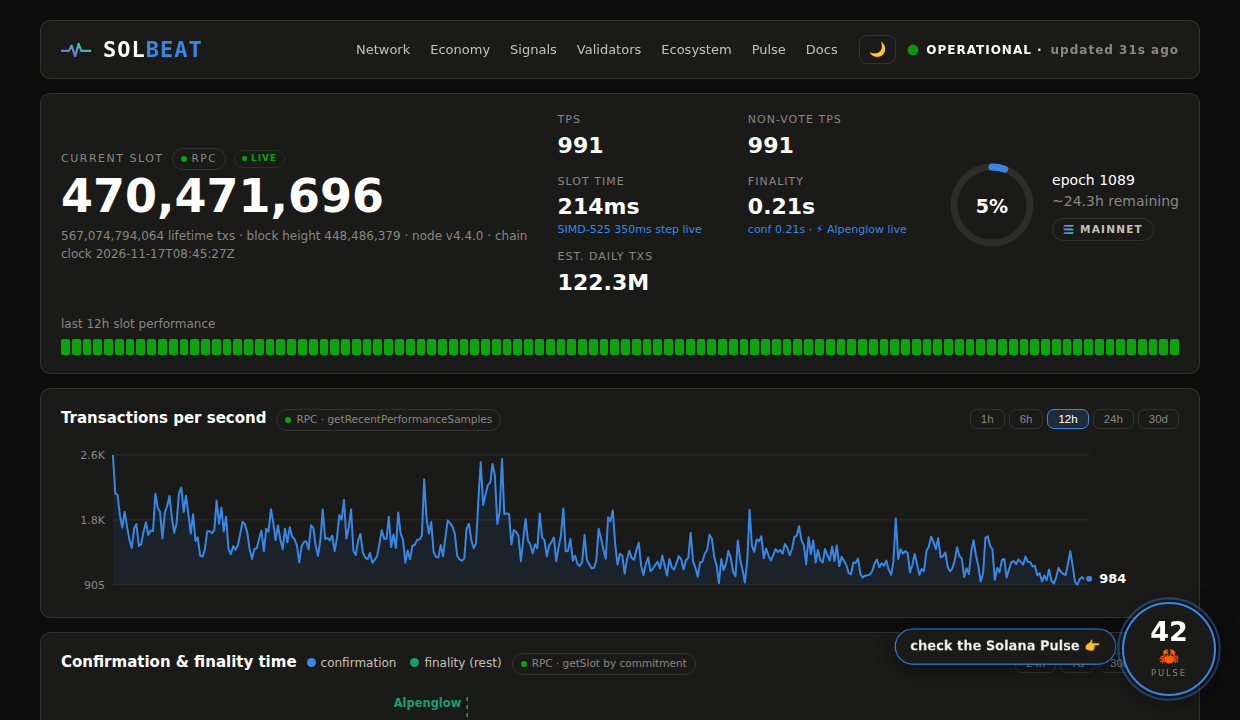 SOLBEAT
Network Economy Signals Validators Ecosystem Pulse Docs
OPERATIONAL · updated 31s ago
CURRENT SLOT RPC LIVE
470,471,696
567,074,794,064 lifetime txs · block height 448,486,379 · node v4.4.0 · chain
clock 2026-11-17T08:45:27Z
TPS
991
NON-VOTE TPS
991
SLOT TIME
214ms
SIMD-525 350ms step live
FINALITY
0.21s
conf 0.21s · ⚡ Alpenglow live
EST. DAILY TXS
122.3M
5%
epoch 1089
~24.3h remaining
MAINNET
last 12h slot performance
Transactions per second RPC · getRecentPerformanceSamples
1h 6h 12h 24h 30d
2.6K
1.8K
905
984
Confirmation & finality time confirmation finality (rest) RPC · getSlot by commitment
Alpenglow
check the Solana Pulse 👉
42
PULSE